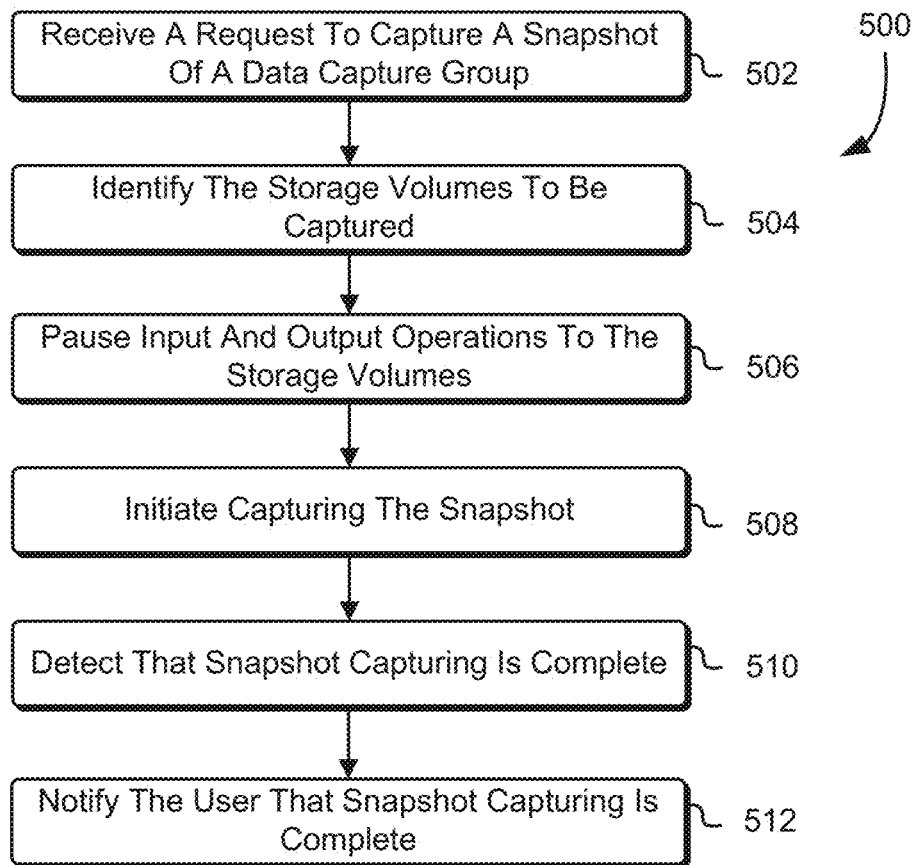 500
Receive A Request To Capture A Snapshot
Of A Data Capture Group
502
Identify The Storage Volumes To Be
Captured
504
Pause Input And Output Operations To The
Storage Volumes
506
Initiate Capturing The Snapshot
508
Detect That Snapshot Capturing Is Complete
510
Notify The User That Snapshot Capturing Is
Complete
512